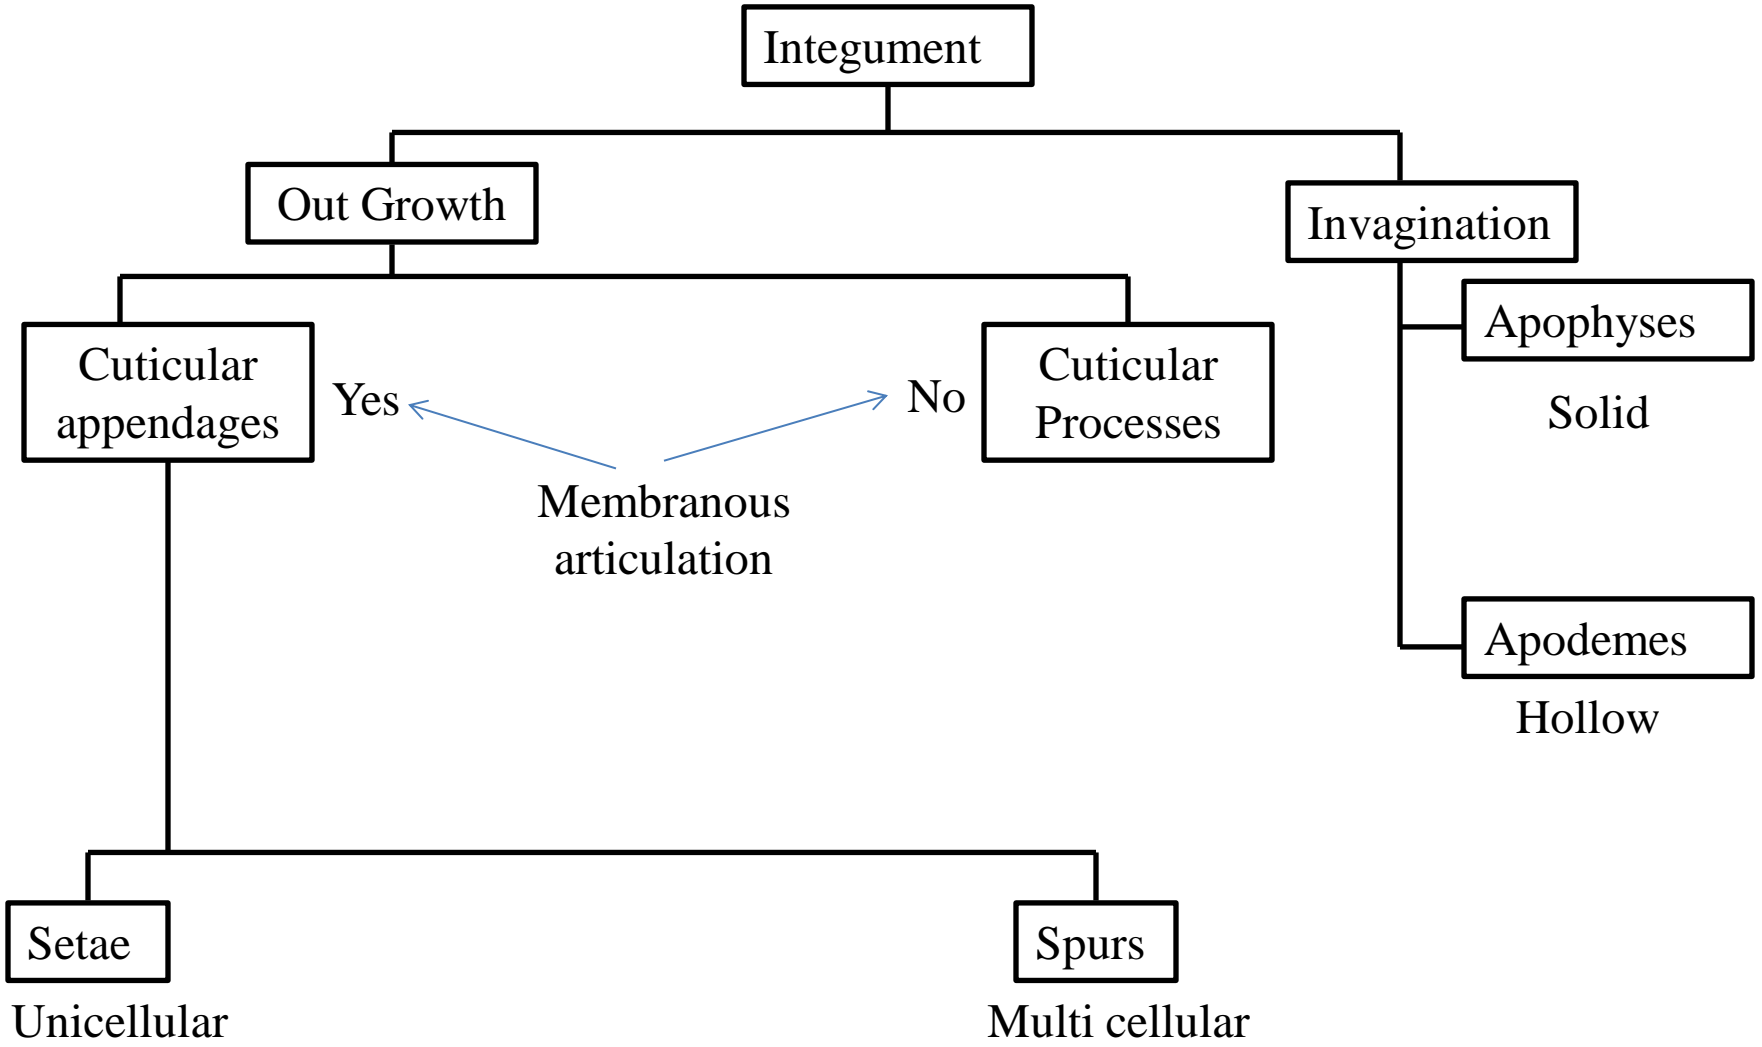 Integument
Out Growth
Invagination
Apophyses
Solid
Cuticular
appendages
Yes
No
Cuticular
Processes
Membranous
articulation
Apodemes
Hollow
Setae
Unicellular
Spurs
Multi cellular